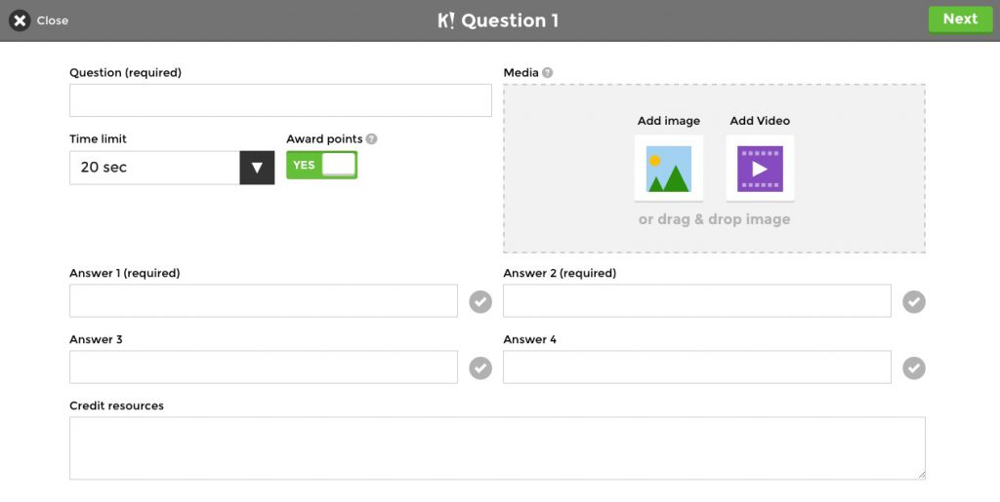 Close
K! Question 1
Next
Question (required)
Media ?
Time limit
Award points ?
20 sec
YES
Add image
Add Video
or drag & drop image
Answer 1 (required)
Answer 2 (required)
Answer 3
Answer 4
Credit resources